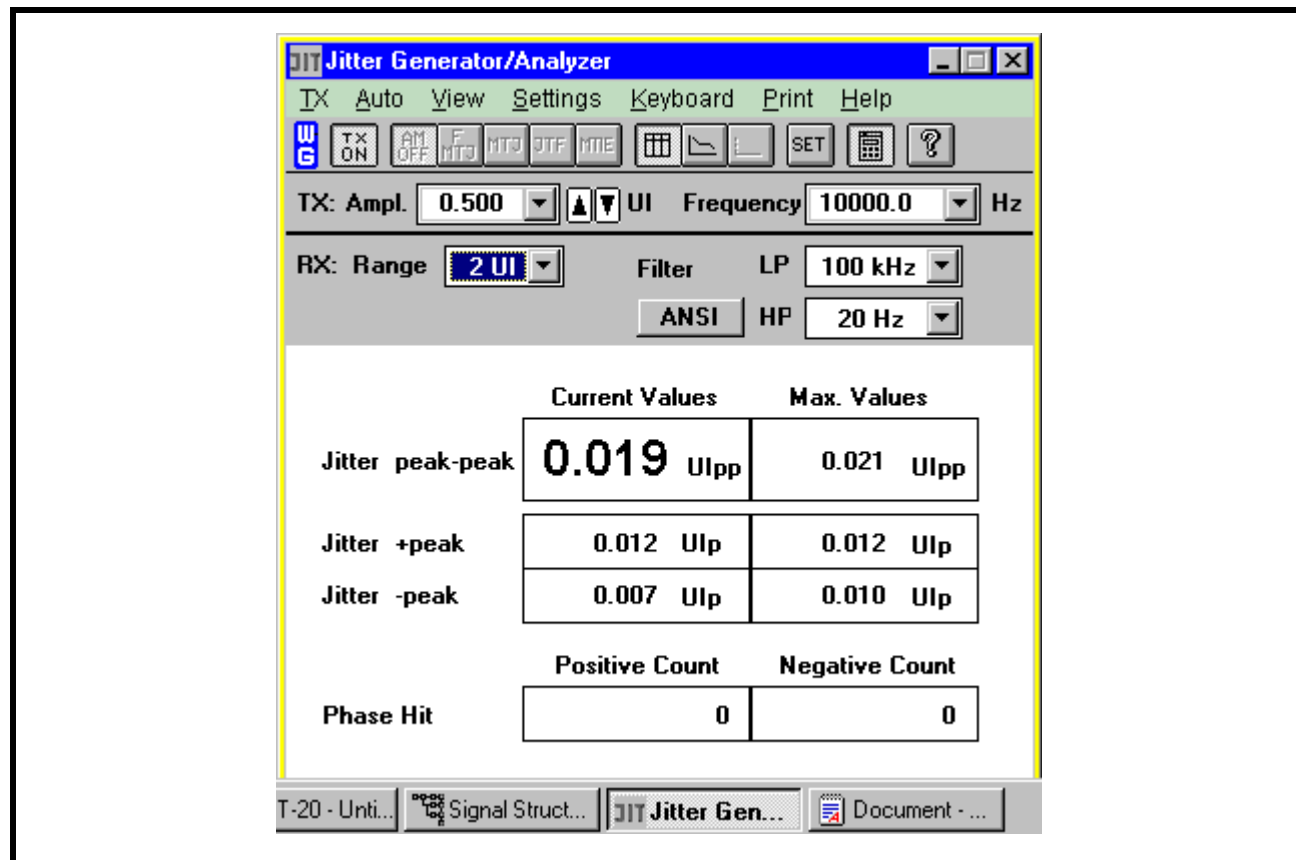 JIT Jitter Generator/Analyzer
TX Auto View Settings Keyboard Print Help
WG TX ON AM OFF F MTJ MTJ JTF MTIE SET ?
TX: Ampl. 0.500 UI Frequency 10000.0 Hz
RX: Range 2 UI Filter LP 100 kHz
ANSI HP 20 Hz
Current Values Max. Values
Jitter peak-peak 0.019 UIpp 0.021 UIpp
Jitter +peak 0.012 UIp 0.012 UIp
Jitter -peak 0.007 UIp 0.010 UIp
Positive Count Negative Count
Phase Hit 0 0
T-20 - Unti... Signal Struct... JIT Jitter Gen... Document - ...